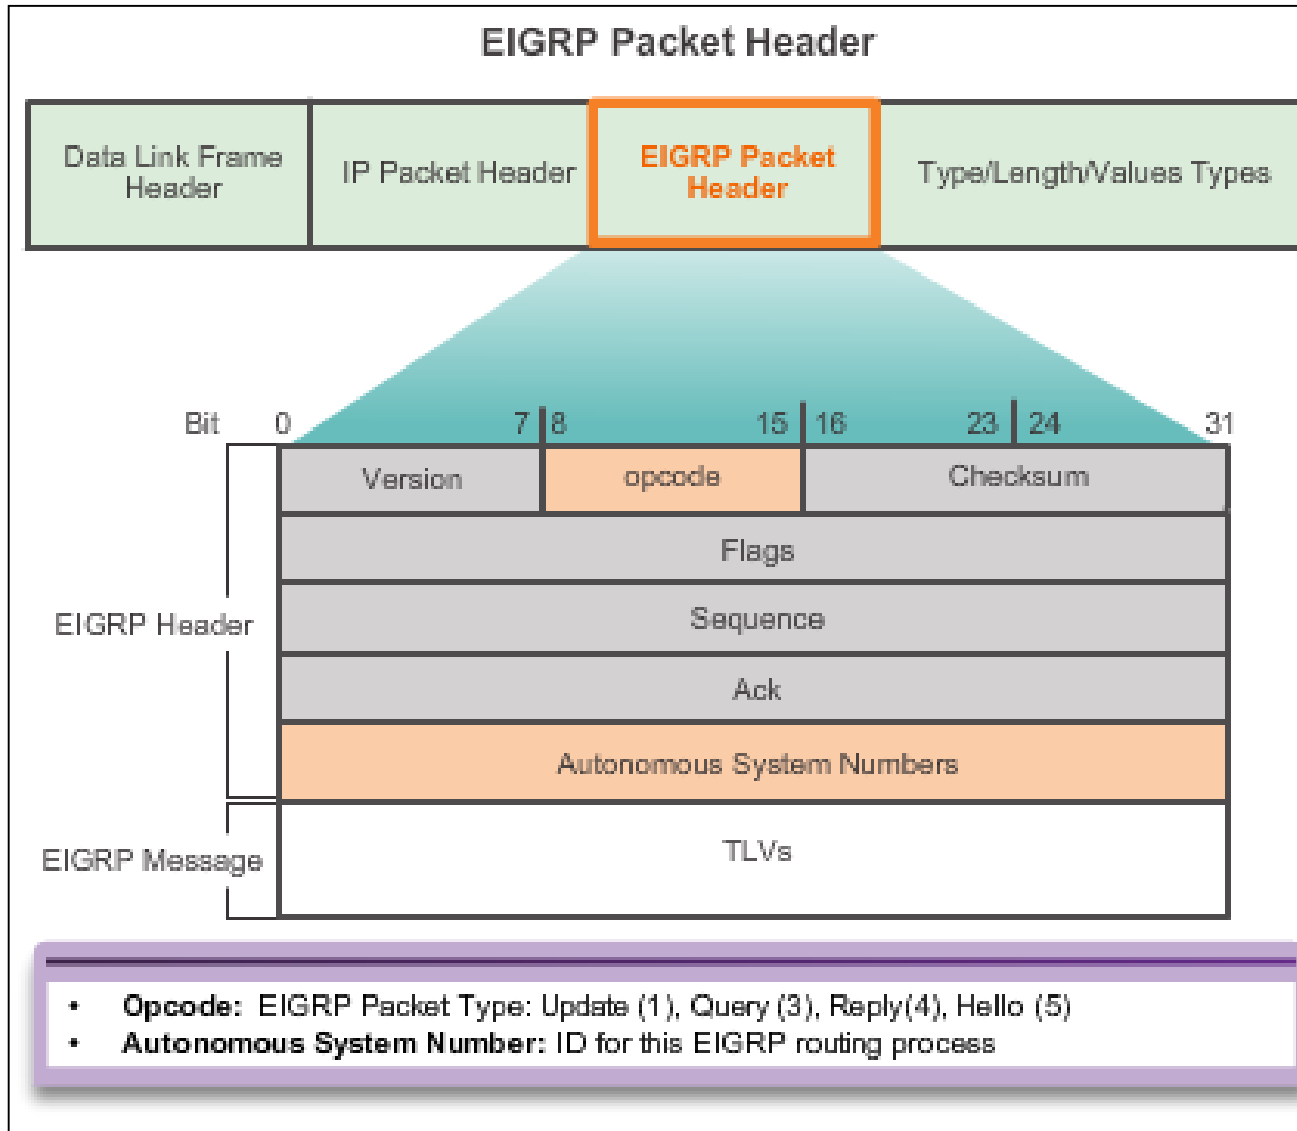 EIGRP Packet Header
Data Link Frame
Header
IP Packet Header
EIGRP Packet
Header
Type/Length/Values Types
Bit 0 7 8 15 16 23 24 31
Version opcode Checksum
Flags
Sequence
EIGRP Header
Ack
Autonomous System Numbers
EIGRP Message
TLVs
• Opcode: EIGRP Packet Type: Update (1), Query (3), Reply(4), Hello (5)
• Autonomous System Number: ID for this EIGRP routing process